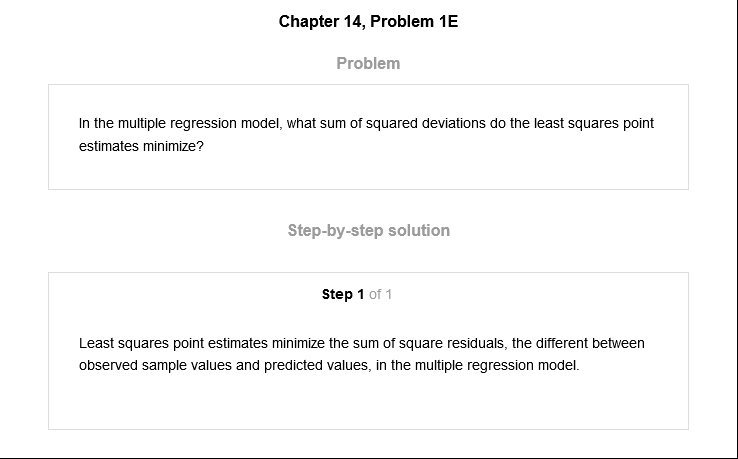 Chapter 14, Problem 1E
Problem
In the multiple regression model, what sum of squared deviations do the least squares point
estimates minimize?
Step-by-step solution
Step 1 of 1
Least squares point estimates minimize the sum of square residuals, the different between
observed sample values and predicted values, in the multiple regression model.